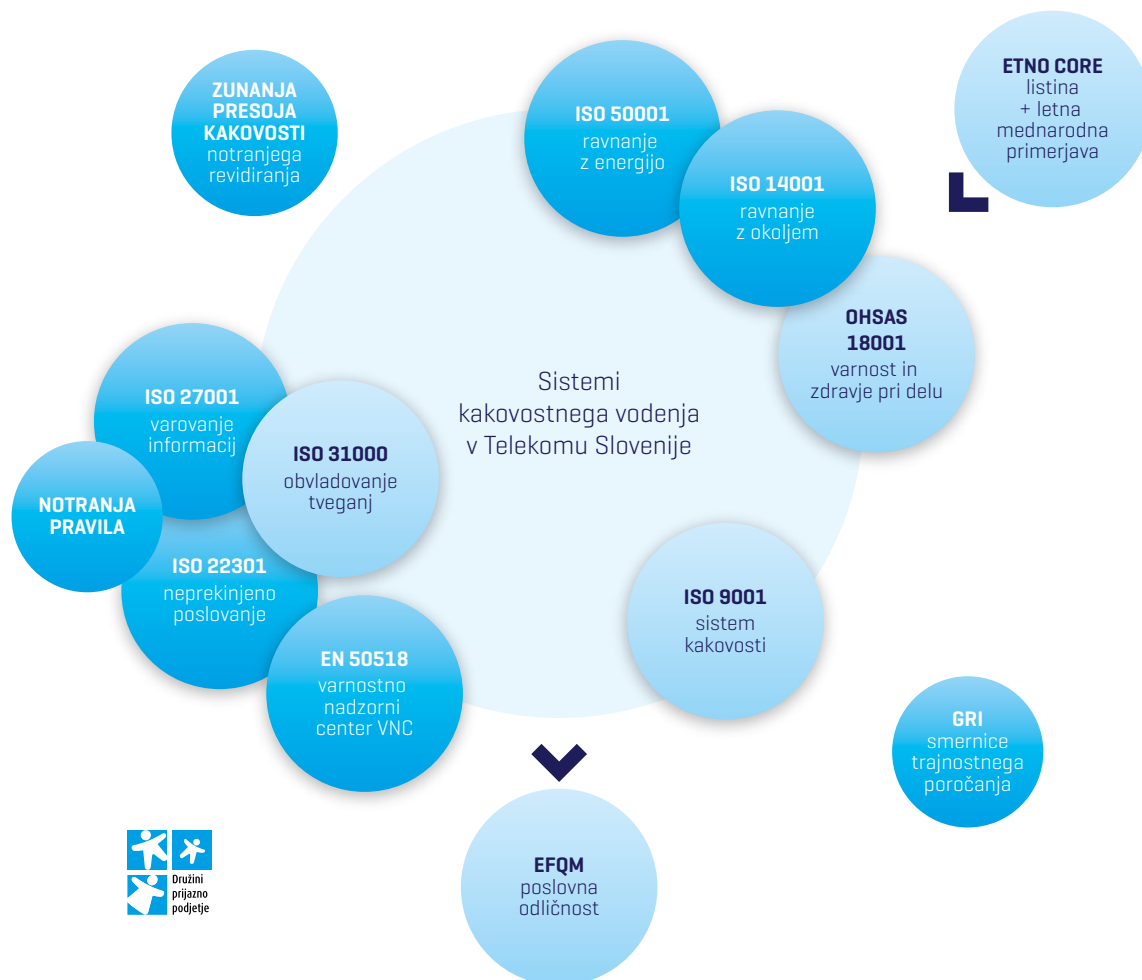 ZUNANJA
PRESOJA
KAKOVOSTI
notranjega
revidiranja
ISO 50001
ravnanje
z energijo
ISO 14001
ravnanje
z okoljem
ETNO CORE
listina
+ letna
mednarodna
primerjava
OHSAS
18001
varnost in
zdravje pri delu
Sistemi
kakovostnega vodenja
v Telekomu Slovenije
ISO 27001
varovanje
informacij
ISO 31000
obvladovanje
tveganj
NOTRANJA
PRAVILA
ISO 22301
neprekinjeno
poslovanje
EN 50518
varnostno
nadzorni
center VNC
ISO 9001
sistem
kakovosti
GRI
smernice
trajnostnega
poročanja
EFQM
poslovna
odličnost
Družini
prijazno
podjetje